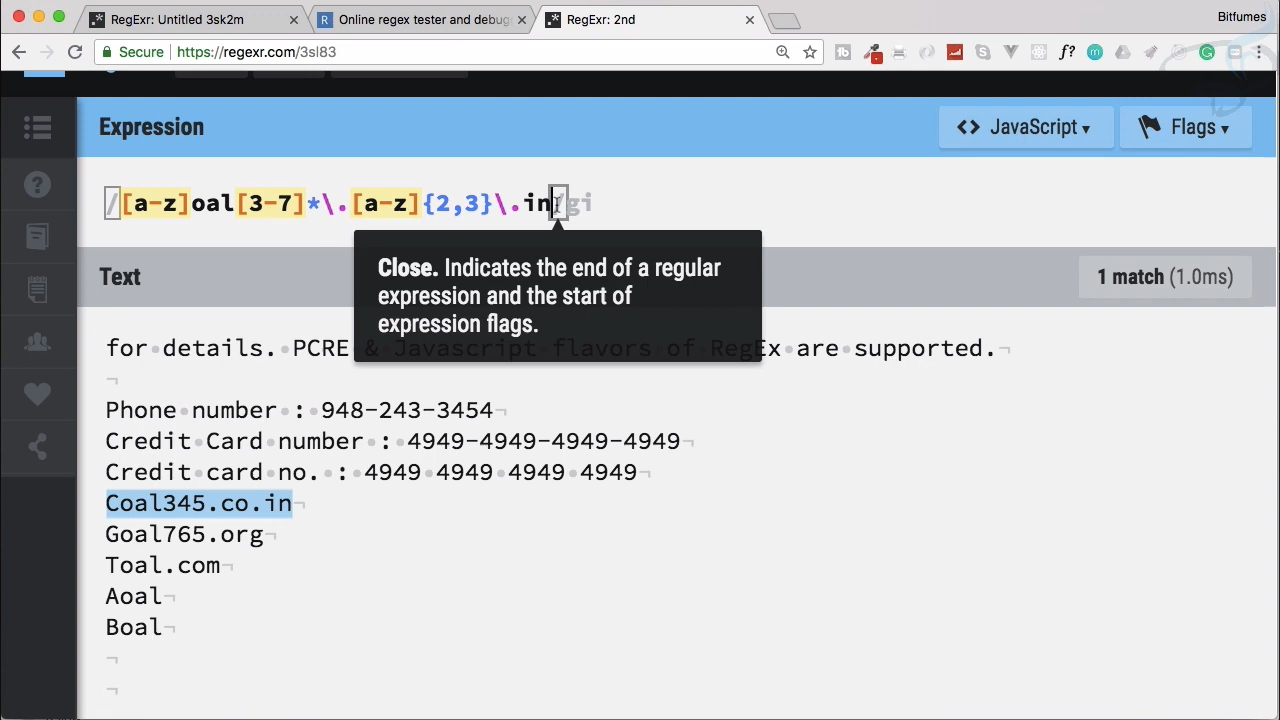 RegExr: Untitled 3sk2m
Online regex tester and debug
RegExr: 2nd
Bitfumes
Secure
https://regexr.com/3sl83
Expression
JavaScript
Flags
/[a-z]oal[3-7]*\.[a-z]{2,3}\.in/gi
Text
1 match (1.0ms)
Close. Indicates the end of a regular
expression and the start of
expression flags.
for details. PCRE & Javascript flavors of RegEx are supported.
Phone number : 948-243-3454
Credit Card number : 4949-4949-4949-4949
Credit card no. : 4949 4949 4949 4949
Coal345.co.in
Goal765.org
Toal.com
Aoal
Boal